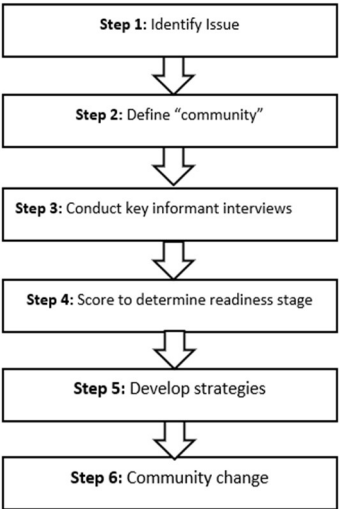 Step 1: Identify Issue
Step 2: Define “community”
Step 3: Conduct key informant interviews
Step 4: Score to determine readiness stage
Step 5: Develop strategies
Step 6: Community change